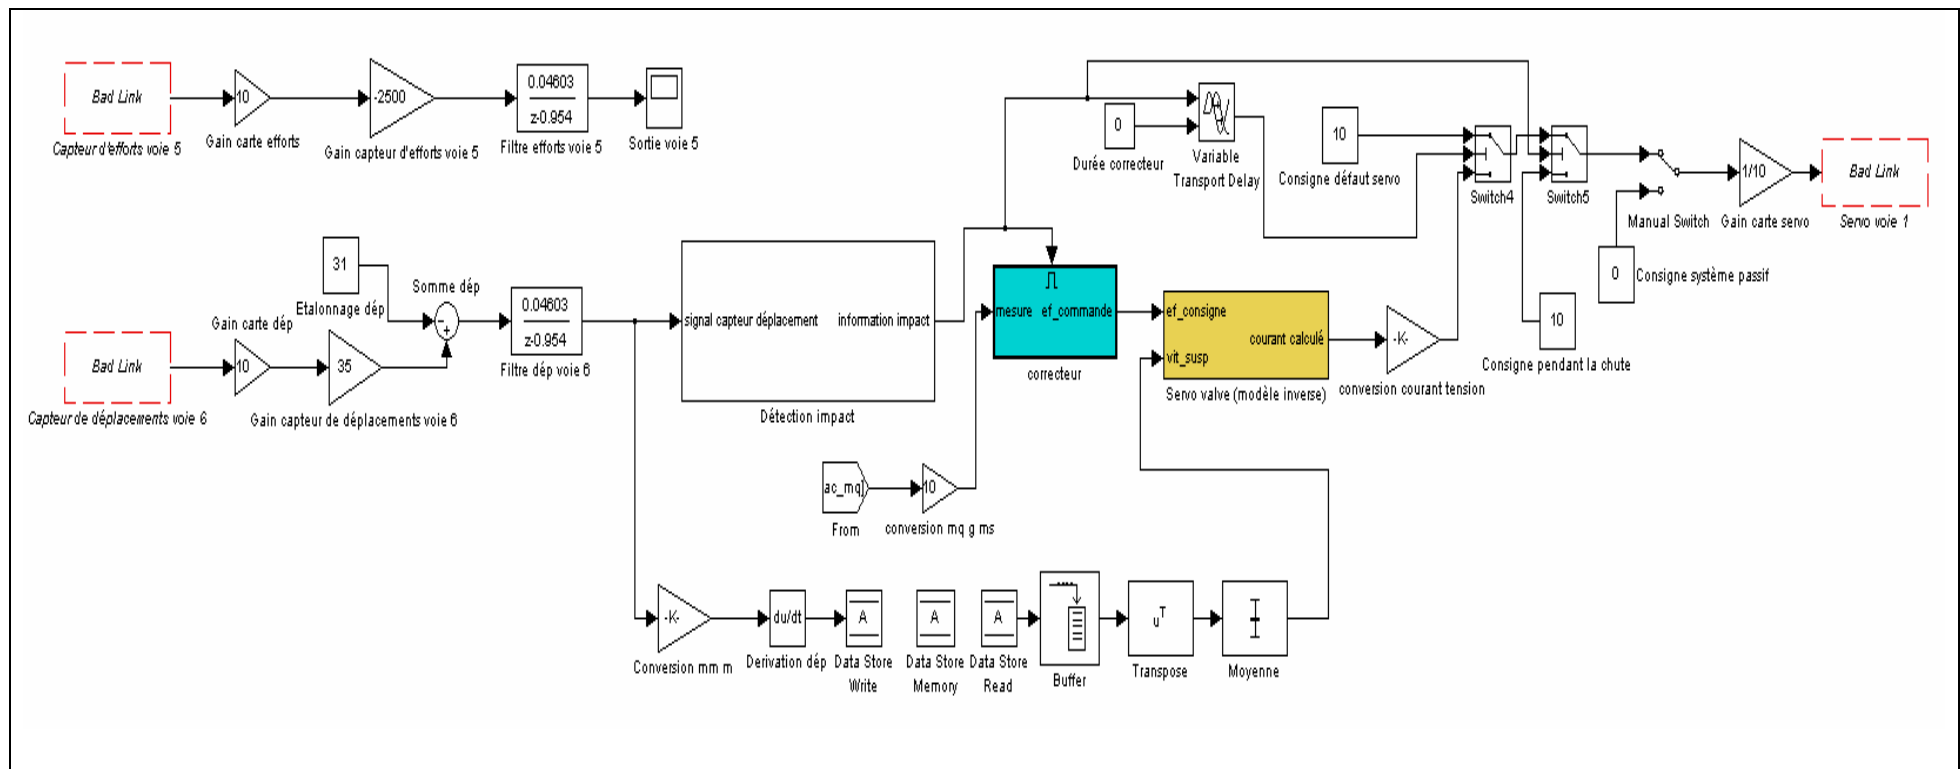 Bad Link
Capteur d'efforts voie 5
10
Gain carte efforts
-2500
Gain capteur d'efforts voie 5
0.04603
z-0.954
Filtre efforts voie 5
Sortie voie 5
0
Durée correcteur
Variable
Transport Delay
10
Consigne défaut servo
Switch4
Switch5
Manual Switch
1/10
Gain carte servo
Bad Link
Servo voie 1
0
Consigne système passif
10
Consigne pendant la chute
31
Etalonnage dép
Somme dép
Bad Link
Capteur de déplacements voie 6
Gain carte dép
10
35
Gain capteur de déplacements voie 6
0.04603
z-0.954
Filtre dép voie 6
signal capteur déplacement
information impact
Détection impact
mesure
ef_commande
correcteur
ef_consigne
vit_susp
courant calculé
Servo valve (modèle inverse)
-K-
conversion courant tension
ac_mq]
From
10
conversion mq g ms
-K-
Conversion mm m
du/dt
Derivation dép
A
Data Store
Write
A
Data Store
Memory
A
Data Store
Read
Buffer
uT
Transpose
Moyenne